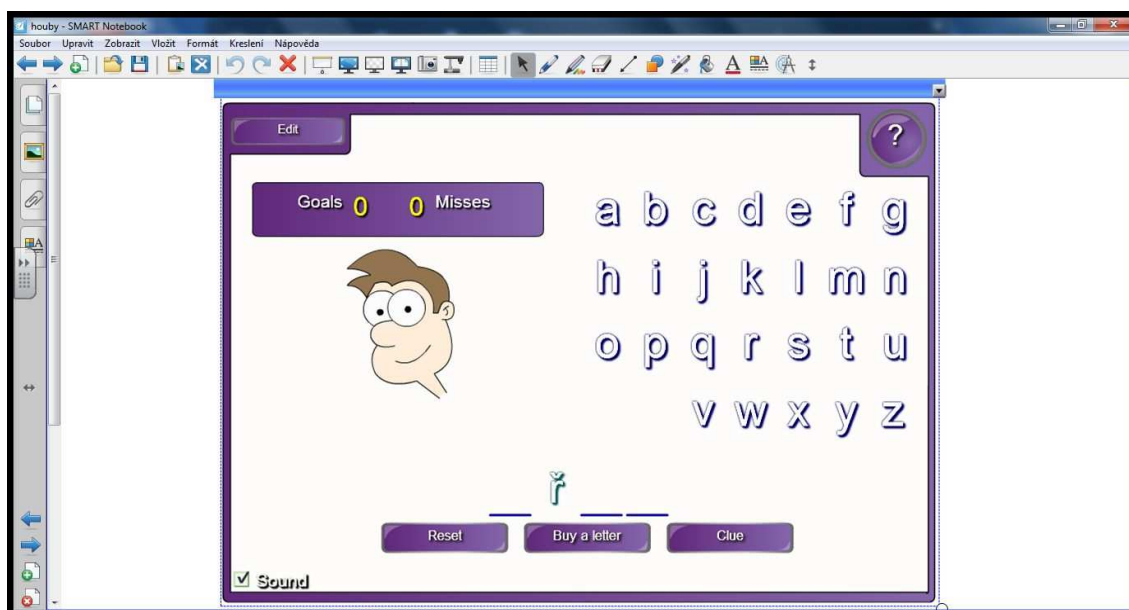 houby - SMART Notebook
Soubor Upravit Zobrazit Vložit Formát Kreslení Nápověda
Edit
?
Goals 0 0 Misses
a b c d e f g
h i j k l m n
o p q r s t u
v w x y z
_ ř _ _
Reset Buy a letter Clue
Sound